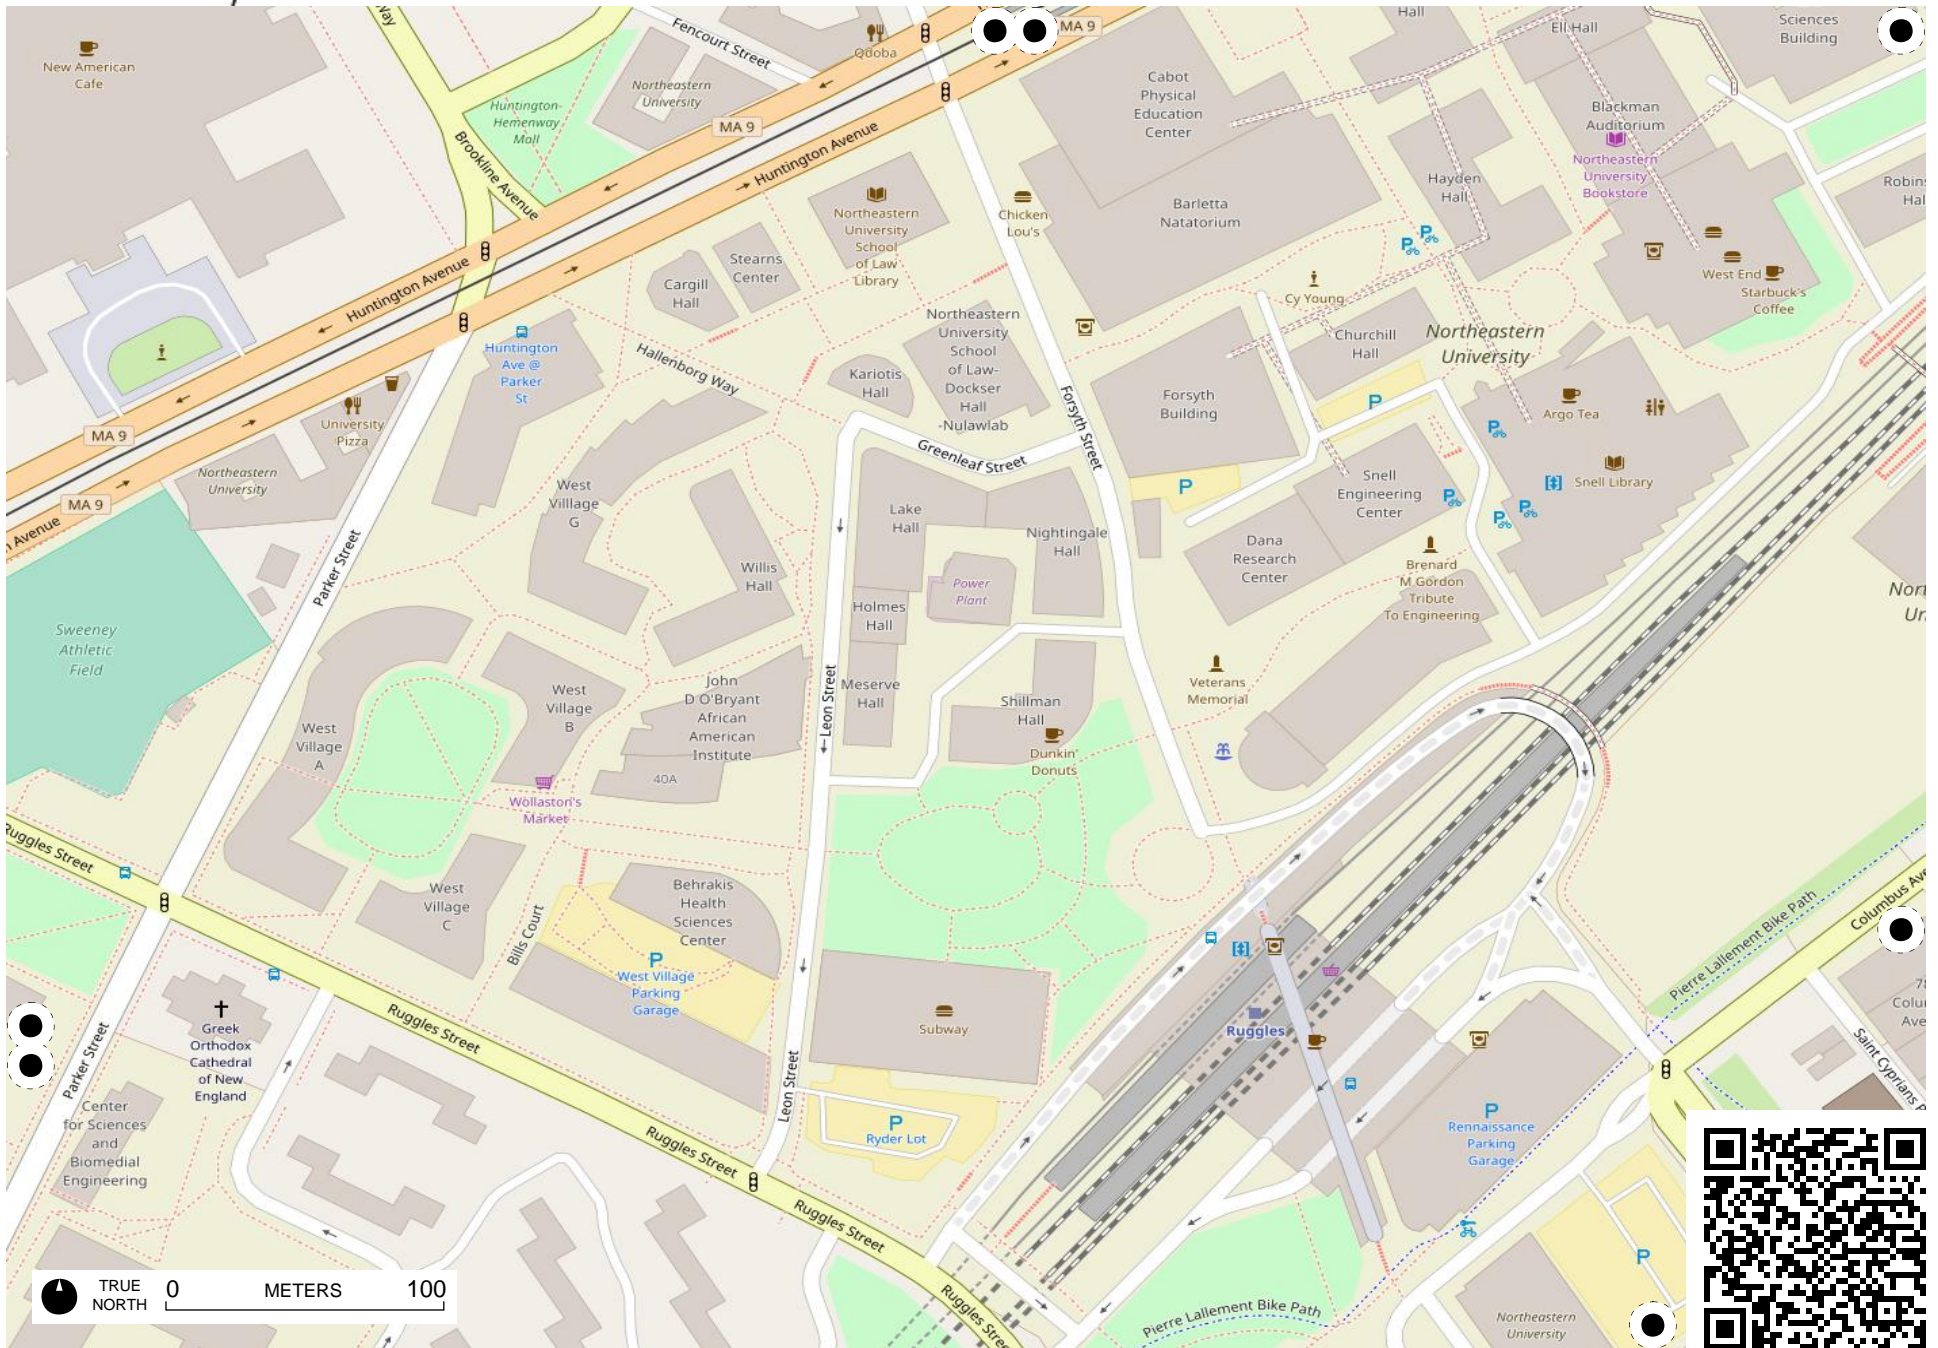 New American
Cafe
Way
Fencourt Street
Qdoba
MA 9
Hall
Ell Hall
Sciences
Building
Northeastern
University
Huntington-
Hemenway
Mall
MA 9
Cabot
Physical
Education
Center
Blackman
Auditorium
Northeastern
University
Bookstore
Brookline Avenue
Huntington Avenue
Northeastern
University
School
of Law
Library
Chicken
Lou's
Barletta
Natatorium
Hayden
Hall
Stearns
Center
Cargill
Hall
Huntington Avenue
Cy Young
West End
Starbuck's
Coffee
Northeastern
University
School
of Law-
Dockser
Hall
-Nulawlab
Churchill
Hall
Northeastern
University
Huntington
Ave @
Parker
St
Hallenborg Way
Kariotis
Hall
Forsyth
Building
Forsyth Street
P
Argo Tea
University
Pizza
MA 9
Greenleaf Street
Northeastern
University
MA 9
Avenue
West
Villlage
G
Lake
Hall
P
Snell
Engineering
Center
Snell Library
Nightingale
Hall
Dana
Research
Center
Parker Street
Willis
Hall
Power
Plant
Brenard
M Gordon
Tribute
To Engineering
Holmes
Hall
Sweeney
Athletic
Field
West
Village
B
John
D O'Bryant
African
American
Institute
Leon Street
Meserve
Hall
Shillman
Hall
Veterans
Memorial
West
Village
A
40A
Dunkin'
Donuts
Wollaston's
Market
Ruggles Street
West
Village
C
Behrakis
Health
Sciences
Center
Bills Court
P
West Village
Parking
Garage
Pierre Lallement Bike Path
Columbus Ave
Greek
Orthodox
Cathedral
of New
England
Ruggles Street
Subway
Ruggles
Parker Street
Saint Cyprians P
Center
for Sciences
and
Biomedial
Engineering
Leon Street
P
Ryder Lot
P
Rennaissance
Parking
Garage
Ruggles Street
Ruggles Street
P
TRUE
NORTH
0 METERS 100
Ruggles Stree
Pierre Lallement Bike Path
Northeastern
University